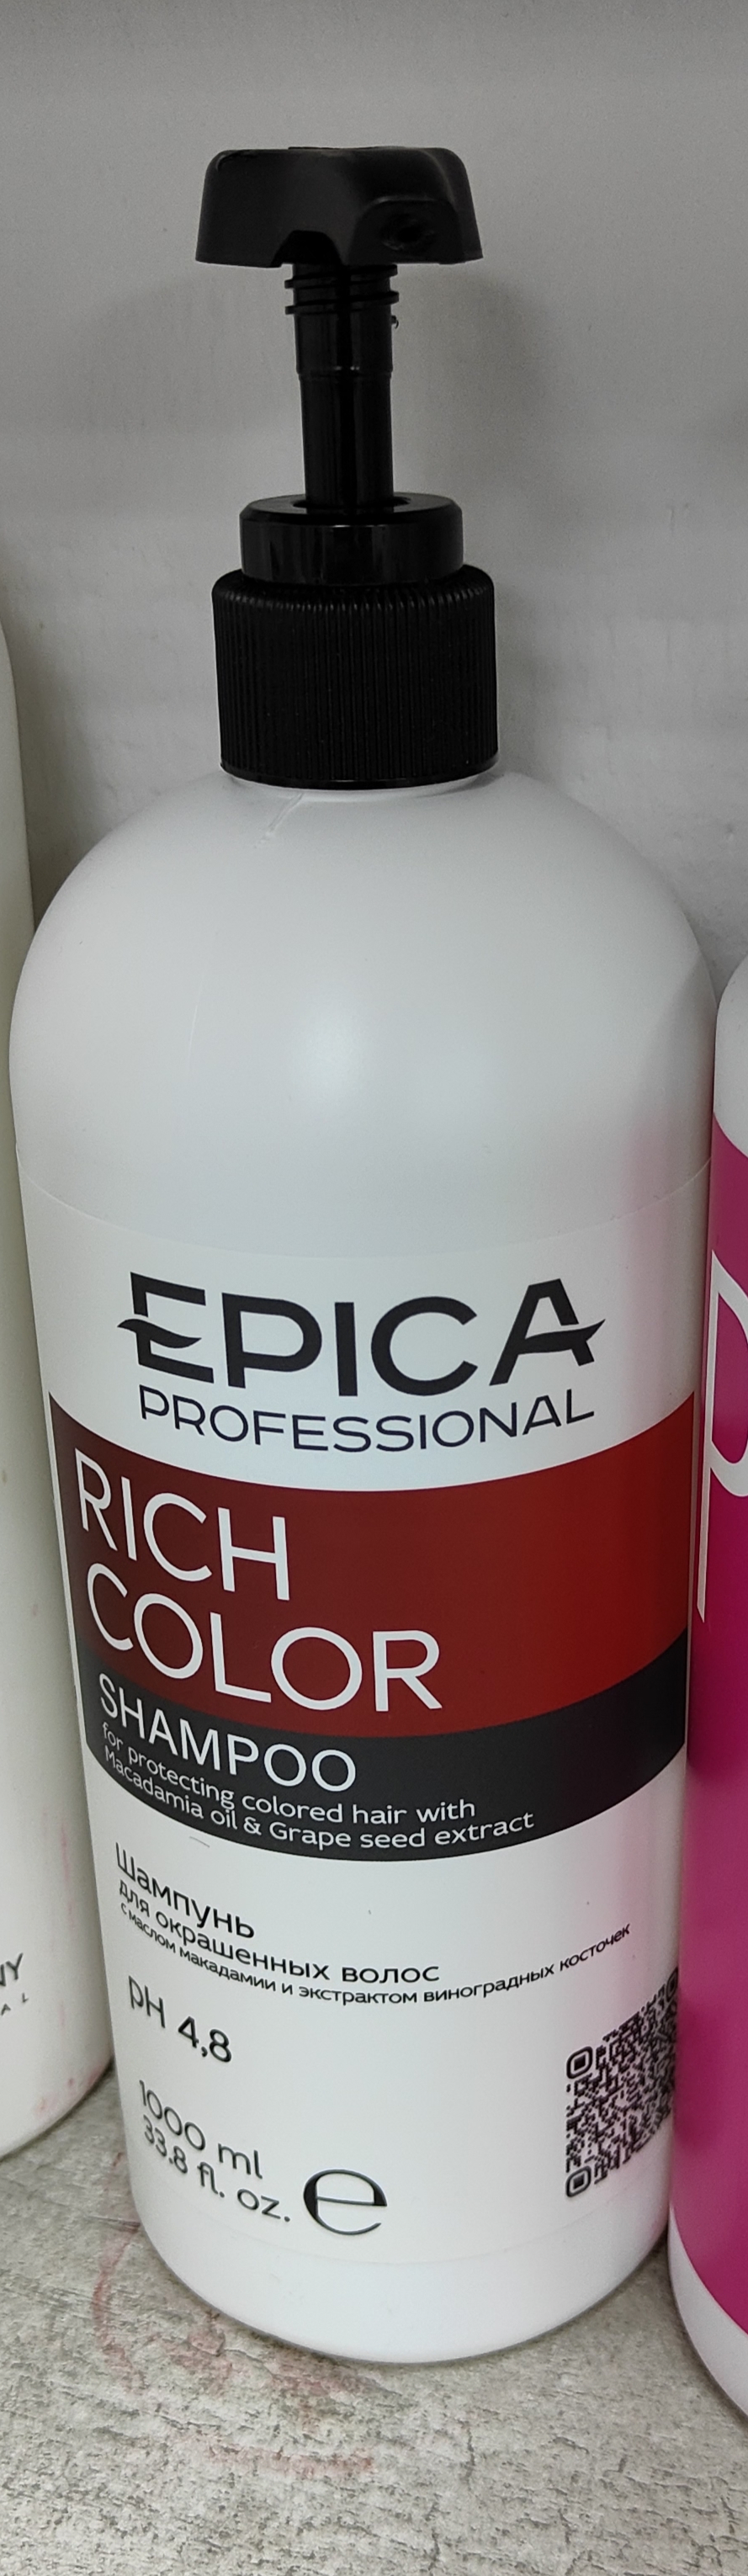 EPICA
PROFESSIONAL
RICH
COLOR
SHAMPOO
for protecting colored hair with
Macadamia oil & Grape seed extract
Шампунь
для окрашенных волос
с маслом макадамии и экстрактом виноградных косточек
pH 4,8
1000 ml
33.8 fl. oz. e